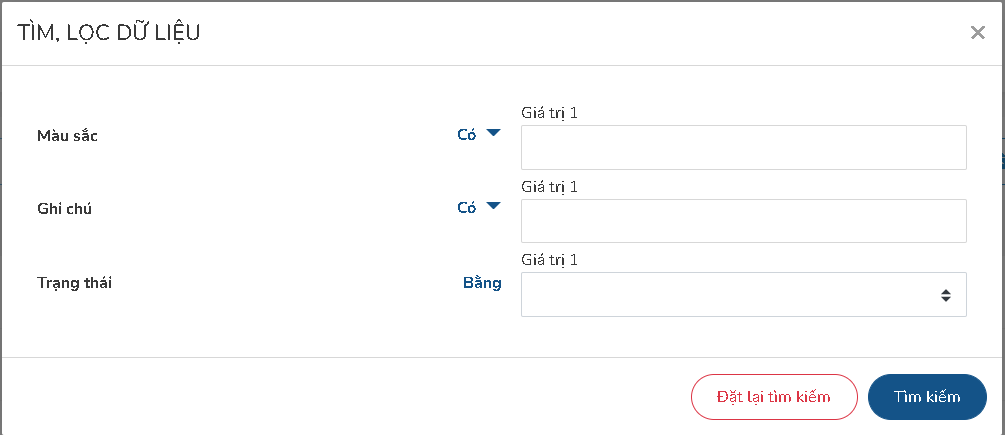 TÌM, LỌC DỮ LIỆU
Giá trị 1
Màu sắc Có
Giá trị 1
Ghi chú Có
Giá trị 1
Trạng thái Bằng
Đặt lại tìm kiếm Tìm kiếm